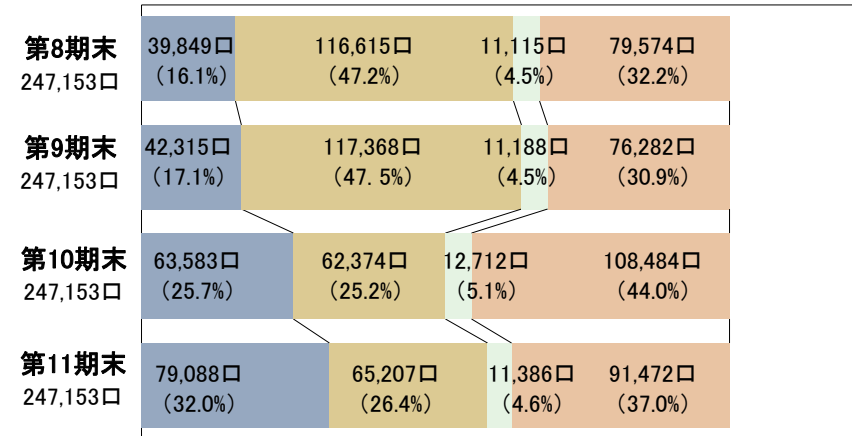 第8期末
247,153口
39,849口
（16.1%）
116,615口
（47.2%）
11,115口
（4.5%）
79,574口
（32.2%）
第9期末
247,153口
42,315口
（17.1%）
117,368口
（47. 5%）
11,188口
（4.5%）
76,282口
（30.9%）
第10期末
247,153口
63,583口
（25.7%）
62,374口
（25.2%）
12,712口
（5.1%）
108,484口
（44.0%）
第11期末
247,153口
79,088口
（32.0%）
65,207口
（26.4%）
11,386口
（4.6%）
91,472口
（37.0%）